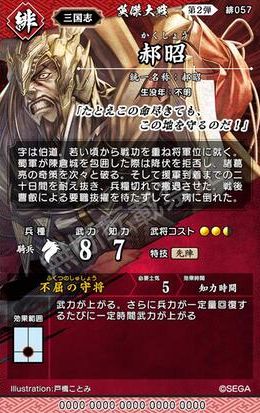 緋
三国志
英傑大戦
第2弾
緋057
かくしょう
郝昭
統一名称：郝昭
生没年：不明
「たとえこの命尽きても、
この地を守るのだ！」
字は伯道。若い頃から戦功を重ね将軍位に就く。
蜀軍が陳倉城を包囲した際は降伏を拒否し、諸葛
亮の奇策を次々と破る。そして援軍到着までの二
十日間を耐え抜き、兵糧切れで撤退させた。戦後
曹叡による要職抜擢を待たずして、病に倒れた。
兵種 武力 知力 武将コスト
騎兵 8 7 特技 先陣
ふくつのしゅしょう 必要士気 効果時間
不屈の守将 5 知力時間
効果範囲
武力が上がる。さらに兵力が一定量回復す
るたびに一定時間武力が上がる
Illustration:戸橋ことみ ©SEGA
0000-0000-0000-0000-0000